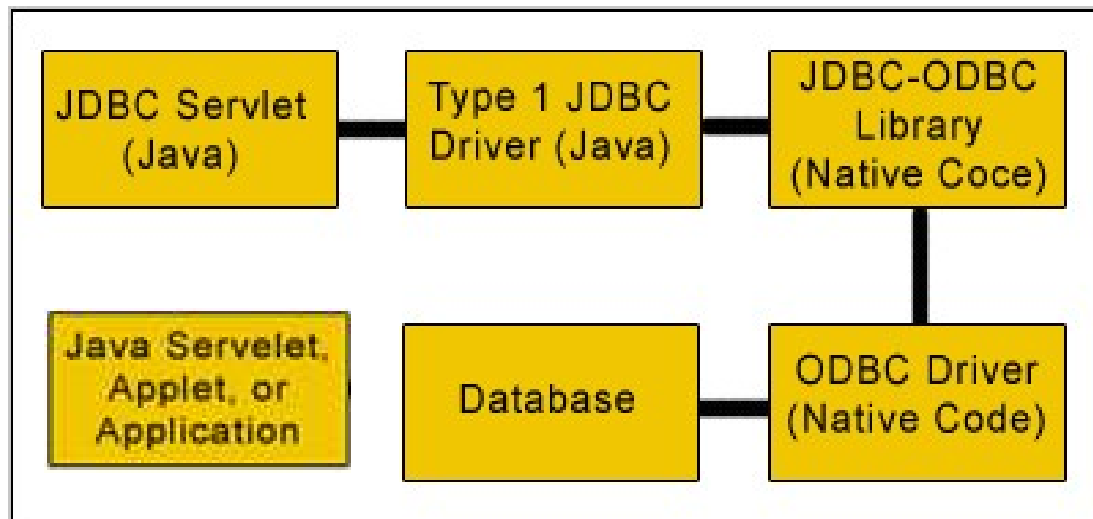 JDBC Servlet
(Java)
Type 1 JDBC
Driver (Java)
JDBC-ODBC
Library
(Native Coce)
Java Servelet,
Applet, or
Application
Database
ODBC Driver
(Native Code)